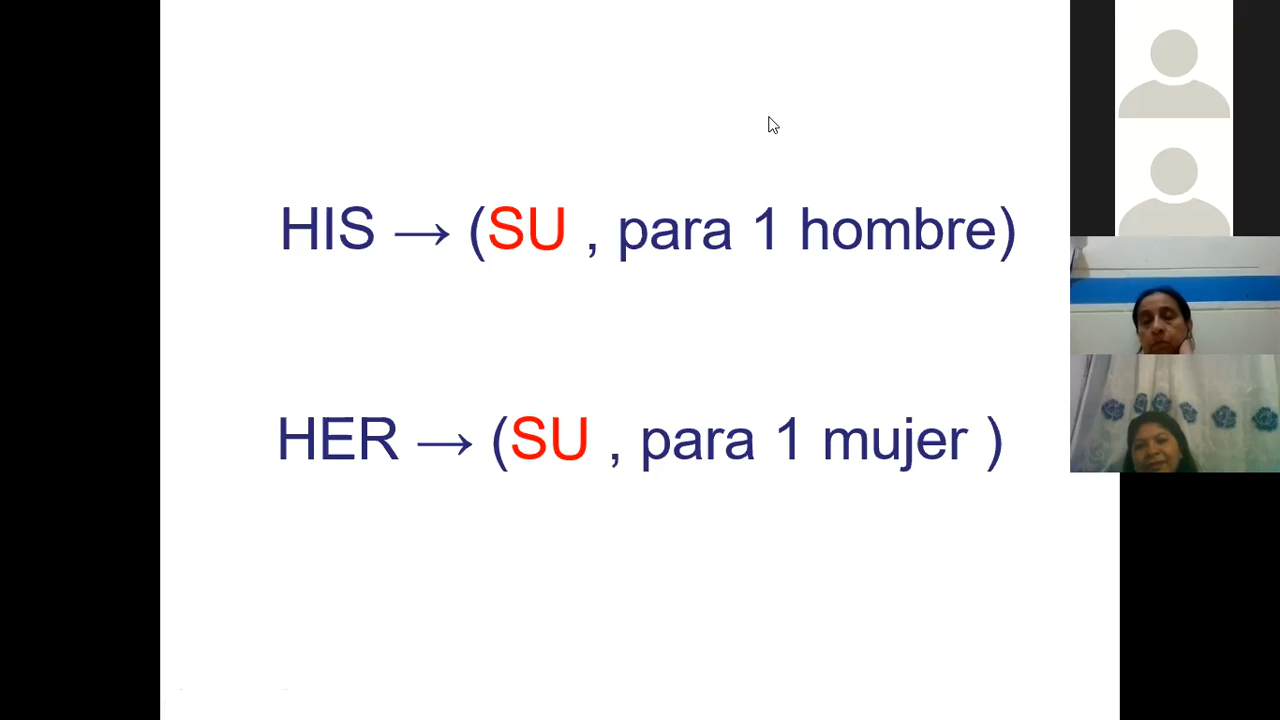 HIS → (SU , para 1 hombre)
HER → (SU , para 1 mujer )